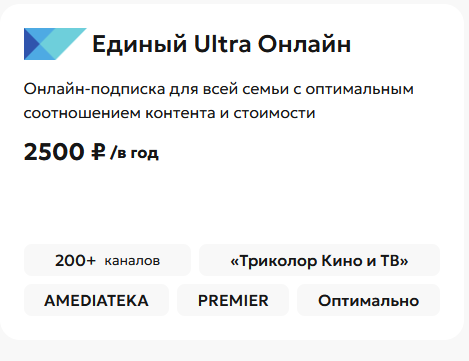 Единый Ultra Онлайн
Онлайн-подписка для всей семьи с оптимальным
соотношением контента и стоимости
2500 ₽ /в год
200+ каналов
«Триколор Кино и ТВ»
AMEDIATEKA
PREMIER
Оптимально